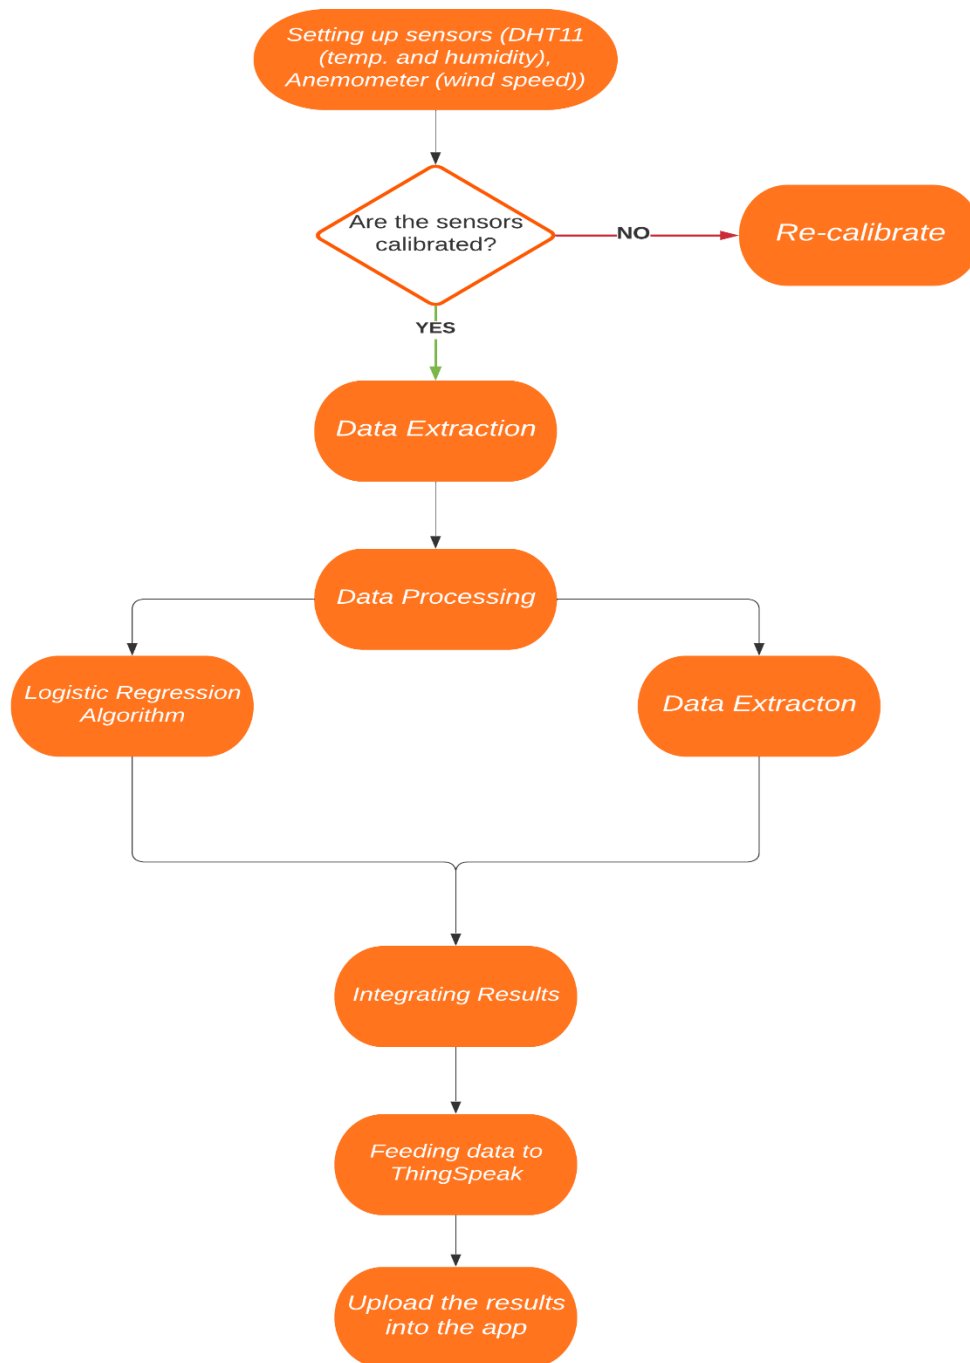 Setting up sensors (DHT11
(temp. and humidity),
Anemometer (wind speed))
Are the sensors
calibrated?
NO
Re-calibrate
YES
Data Extraction
Data Processing
Logistic Regression
Algorithm
Data Extracton
Integrating Results
Feeding data to
ThingSpeak
Upload the results
into the app